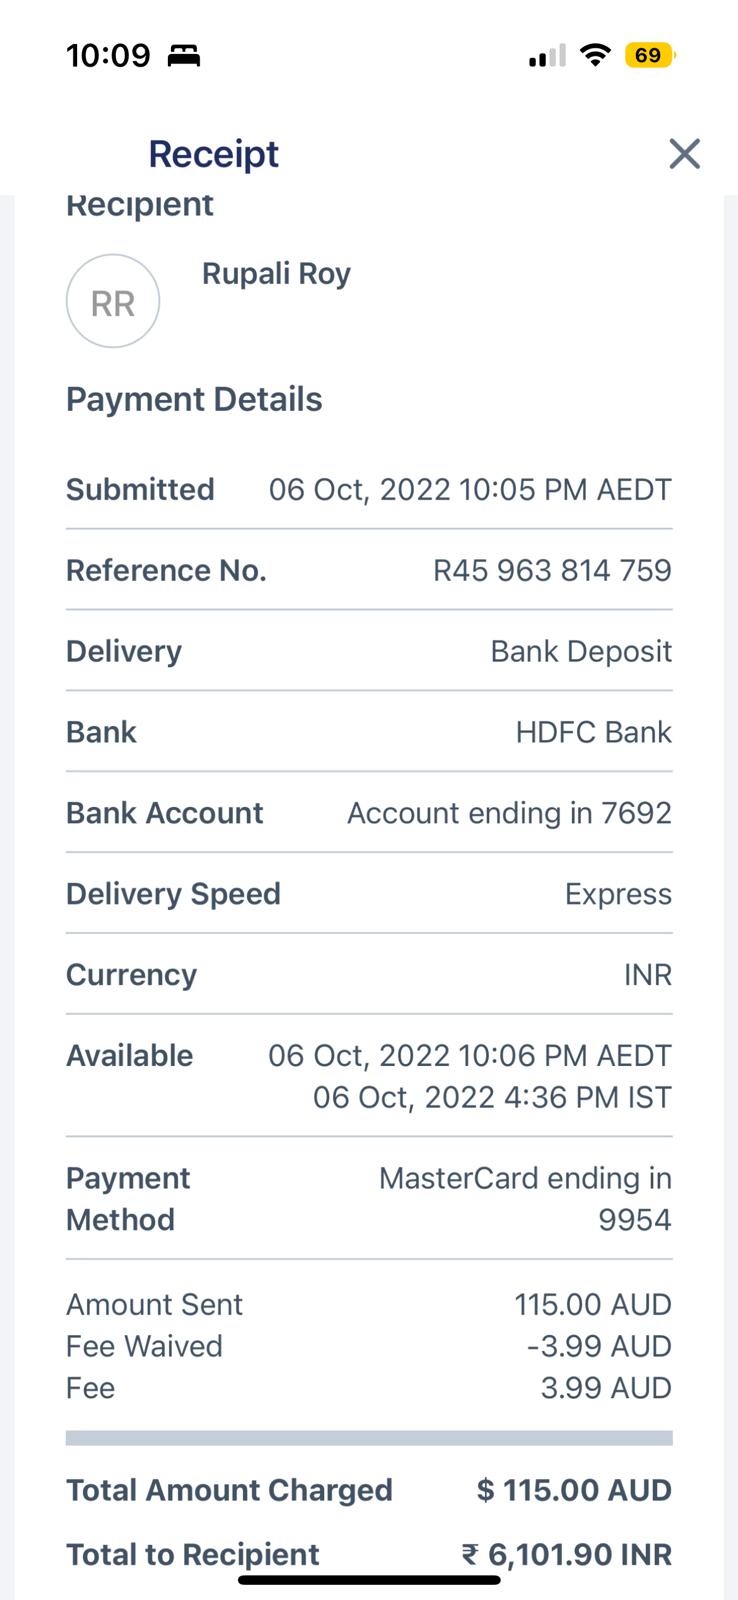 10:09
69
Receipt
Recipient
RR
Rupali Roy
Payment Details
Submitted 06 Oct, 2022 10:05 PM AEDT
Reference No. R45 963 814 759
Delivery Bank Deposit
Bank HDFC Bank
Bank Account Account ending in 7692
Delivery Speed Express
Currency INR
Available 06 Oct, 2022 10:06 PM AEDT
06 Oct, 2022 4:36 PM IST
Payment MasterCard ending in
Method 9954
Amount Sent 115.00 AUD
Fee Waived -3.99 AUD
Fee 3.99 AUD
Total Amount Charged $ 115.00 AUD
Total to Recipient ₹ 6,101.90 INR